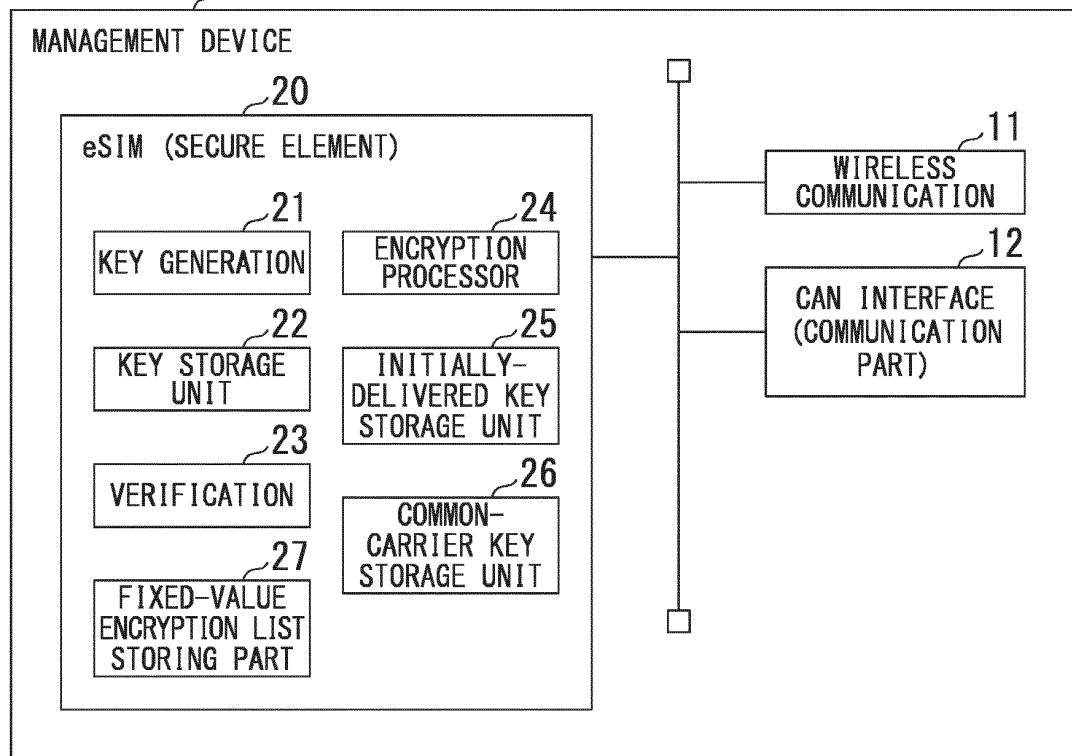 MANAGEMENT DEVICE
20
eSIM (SECURE ELEMENT)
21
KEY GENERATION
22
KEY STORAGE
UNIT
23
VERIFICATION
27
FIXED-VALUE
ENCRYPTION LIST
STORING PART
24
ENCRYPTION
PROCESSOR
25
INITIALLY-
DELIVERED KEY
STORAGE UNIT
26
COMMON-
CARRIER KEY
STORAGE UNIT
11
WIRELESS
COMMUNICATION
12
CAN INTERFACE
(COMMUNICATION
PART)